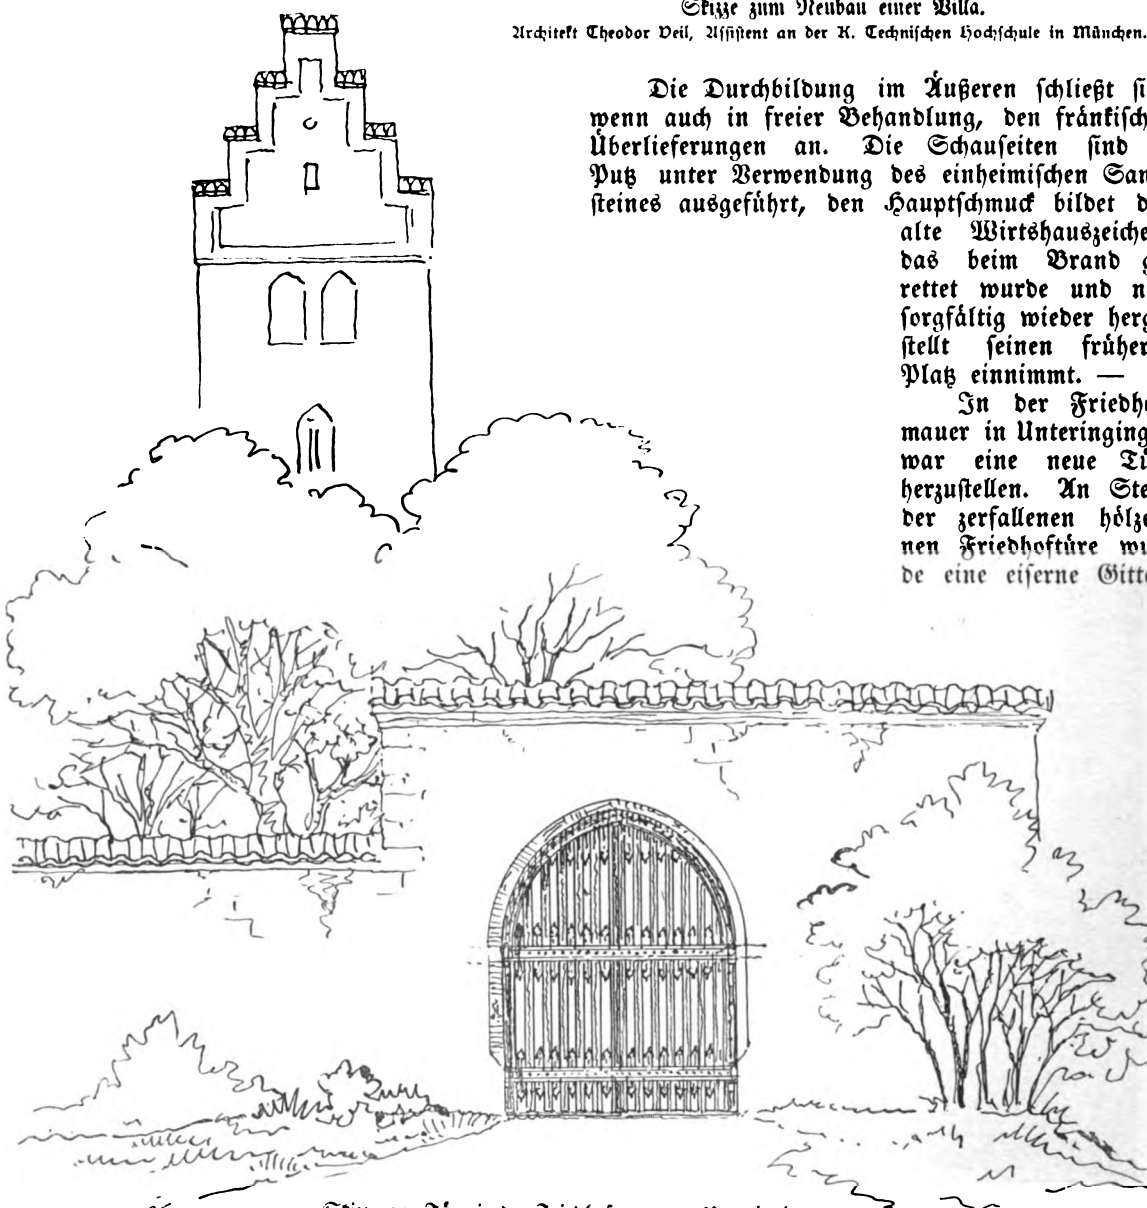 Skizze zum Neubau einer Villa.
Architekt Theodor Veil, Assistent an der K. Technischen Hochschule in München.
Die Durchbildung im Äußeren schließt si
wenn auch in freier Behandlung, den fränkisch
Überlieferungen an. Die Schauseiten sind
Putz unter Verwendung des einheimischen San
steines ausgeführt, den Hauptschmuck bildet d
alte Wirtshauszeiche
das beim Brand g
rettet wurde und n
sorgfältig wieder herg
stellt seinen früher
Platz einnimmt. —
In der Friedho
mauer in Unteringing
war eine neue Tü
herzustellen. An Ste
der zerfallenen hölze
nen Friedhoftüre wu
de eine eiserne Gitte